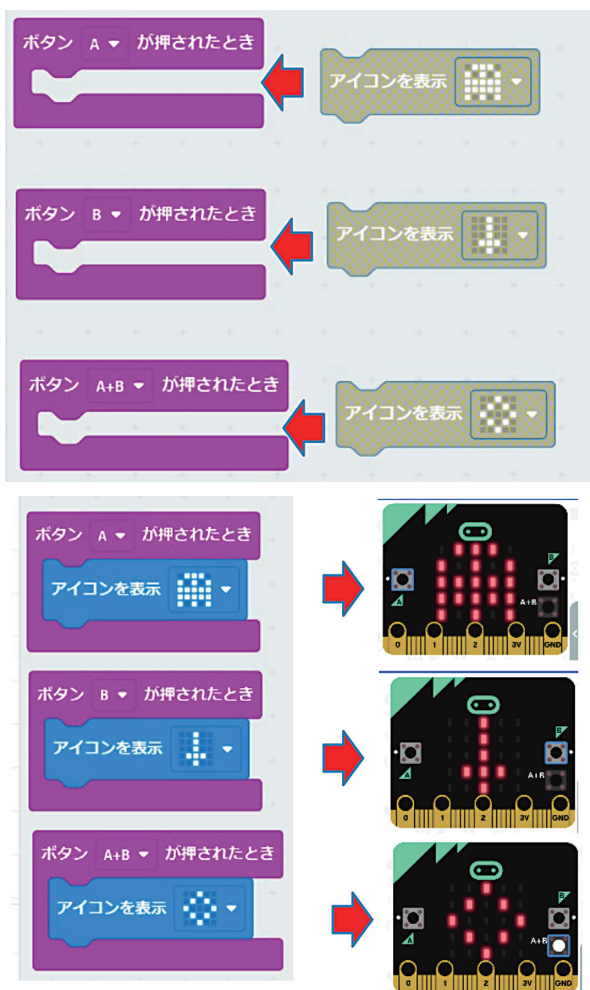 ボタン A が押されたとき
アイコンを表示
ボタン B が押されたとき
アイコンを表示
ボタン A+B が押されたとき
アイコンを表示
ボタン A が押されたとき
アイコンを表示
B
A
A+B
0 1 2 3V GND
ボタン B が押されたとき
アイコンを表示
B
A
A+B
0 1 2 3V GND
ボタン A+B が押されたとき
アイコンを表示
B
A
A+B
0 1 2 3V GND